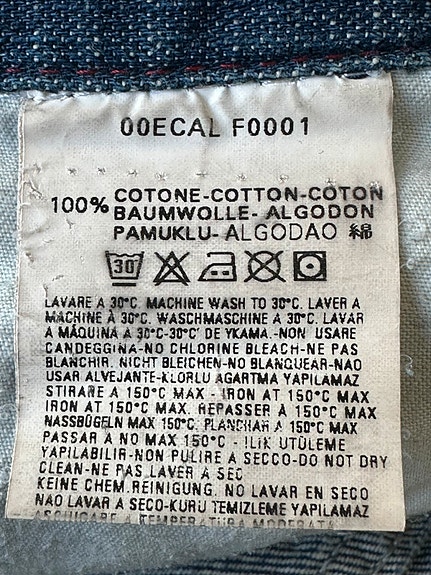 00ECAL F0001
100% COTONE-COTTON-COTON
BAUMWOLLE- ALGODON
PAMUKLU- ALGODAO 綿
30
LAVARE A 30°C. MACHINE WASH TO 30°C. LAVER A
MACHINE À 30°C. WASCHMASCHINE A 30°C. LAVAR
A MÁQUINA A 30°C-30°C' DE YKAMA.-NON USARE
CANDEGGINA-NO CHLORINE BLEACH-NE PAS
BLANCHIR. NICHT BLEICHEN-NO BLANQUEAR-NAO
USAR ALVEJANTE-KLORLU AGARTMA YAPILAMAZ
STIRARE A 150°C MAX - IRON AT 150°C MAX
IRON AT 150°C MAX. REPASSER À 150°C MAX
NASSBÜGELN MAX 150°C. PLANCHAR A 150°C MAX
PASSAR À NO MAX 150°C - ILIK UTÜLEME
YAPILABILIR-NON PULIRE A SECCO-DO NOT DRY
CLEAN-NE PAS LAVER A SEC
KEINE CHEM.REINIGUNG. NO LAVAR EN SECO
NAO LAVAR A SECO-KURU TEMIZLEME YAPILAMAZ
ASCIUGARE A TEMPERATURA MODERATA